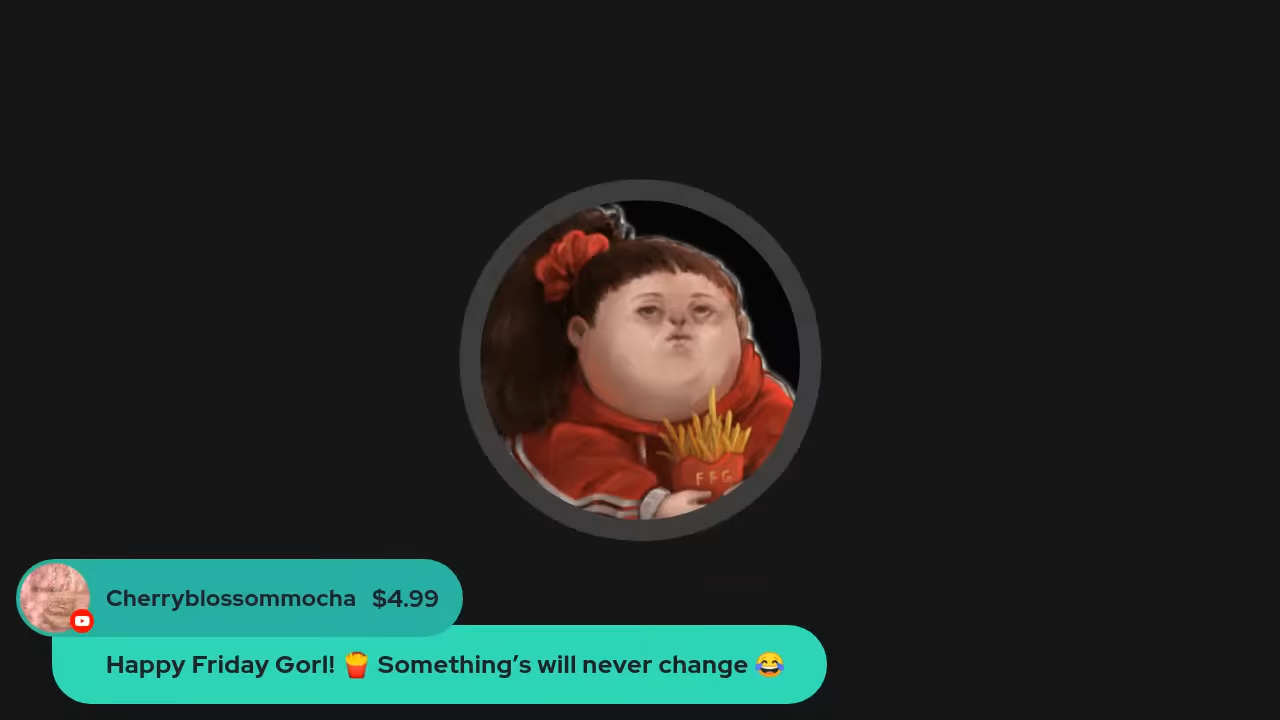 FFG
Cherryblossommocha $4.99
Happy Friday Gorl! 🍟 Something’s will never change 😂